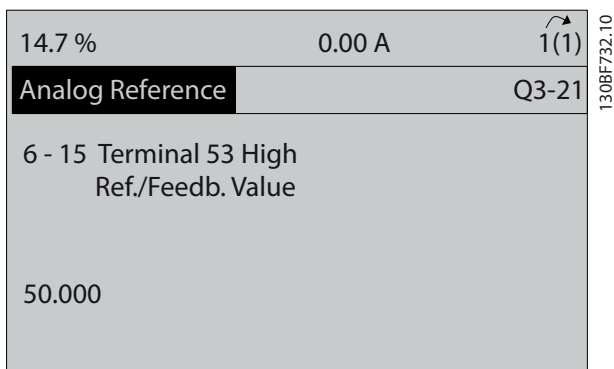 14.7 % 0.00 A 1(1)
Analog Reference Q3-21
6 - 15 Terminal 53 High
Ref./Feedb. Value
50.000
130BF732.10